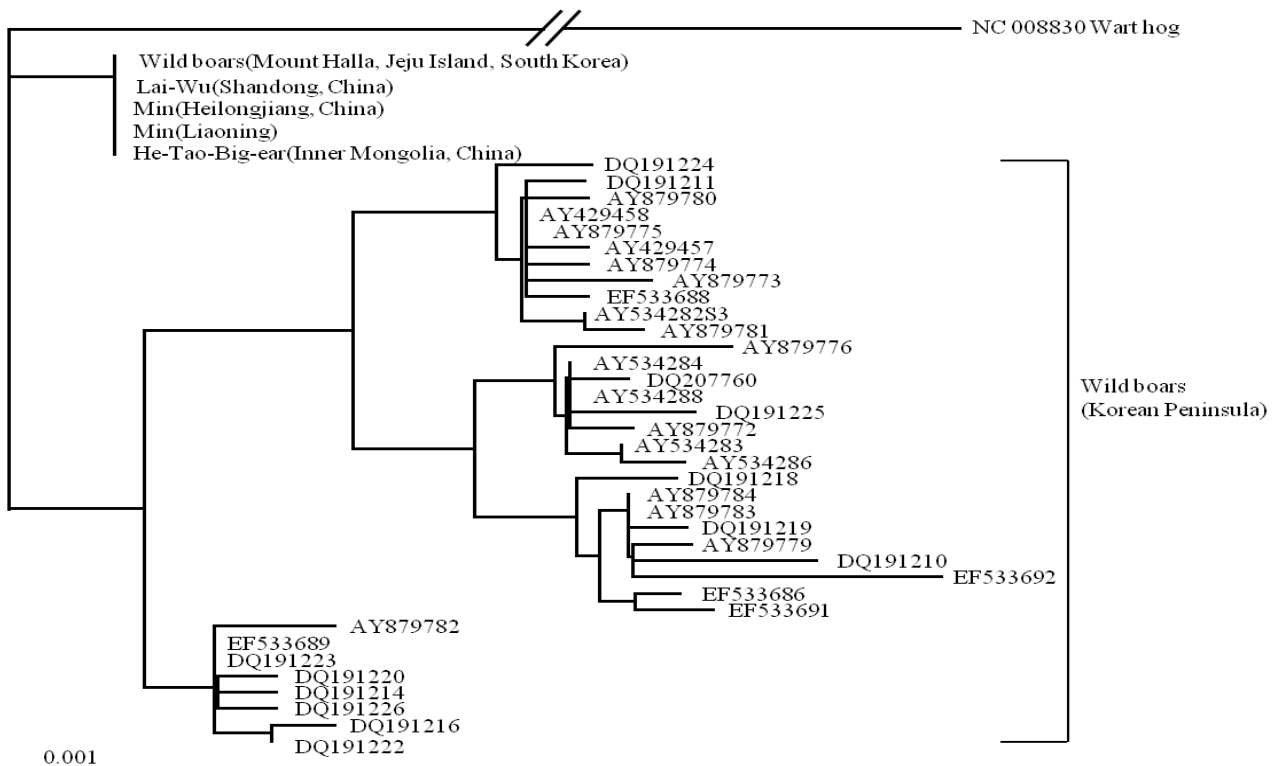 NC 008830 Wart hog
Wild boars(Mount Halla, Jeju Island, South Korea)
Lai-Wu(Shandong, China)
Min(Heilongjiang, China)
Min(Liaoning)
He-Tao-Big-ear(Inner Mongolia, China)
DQ191224
DQ191211
AY879780
AY429458
AY879775
AY429457
AY879774
AY879773
EF533688
AY53428283
AY879781
AY879776
AY534284
DQ207760
AY534288
DQ191225
AY879772
AY534283
AY534286
DQ191218
AY879784
AY879783
DQ191219
AY879779
DQ191210
EF533692
EF533686
EF533691
AY879782
EF533689
DQ191223
DQ191220
DQ191214
DQ191226
DQ191216
DQ191222
Wild boars
(Korean Peninsula)
0.001